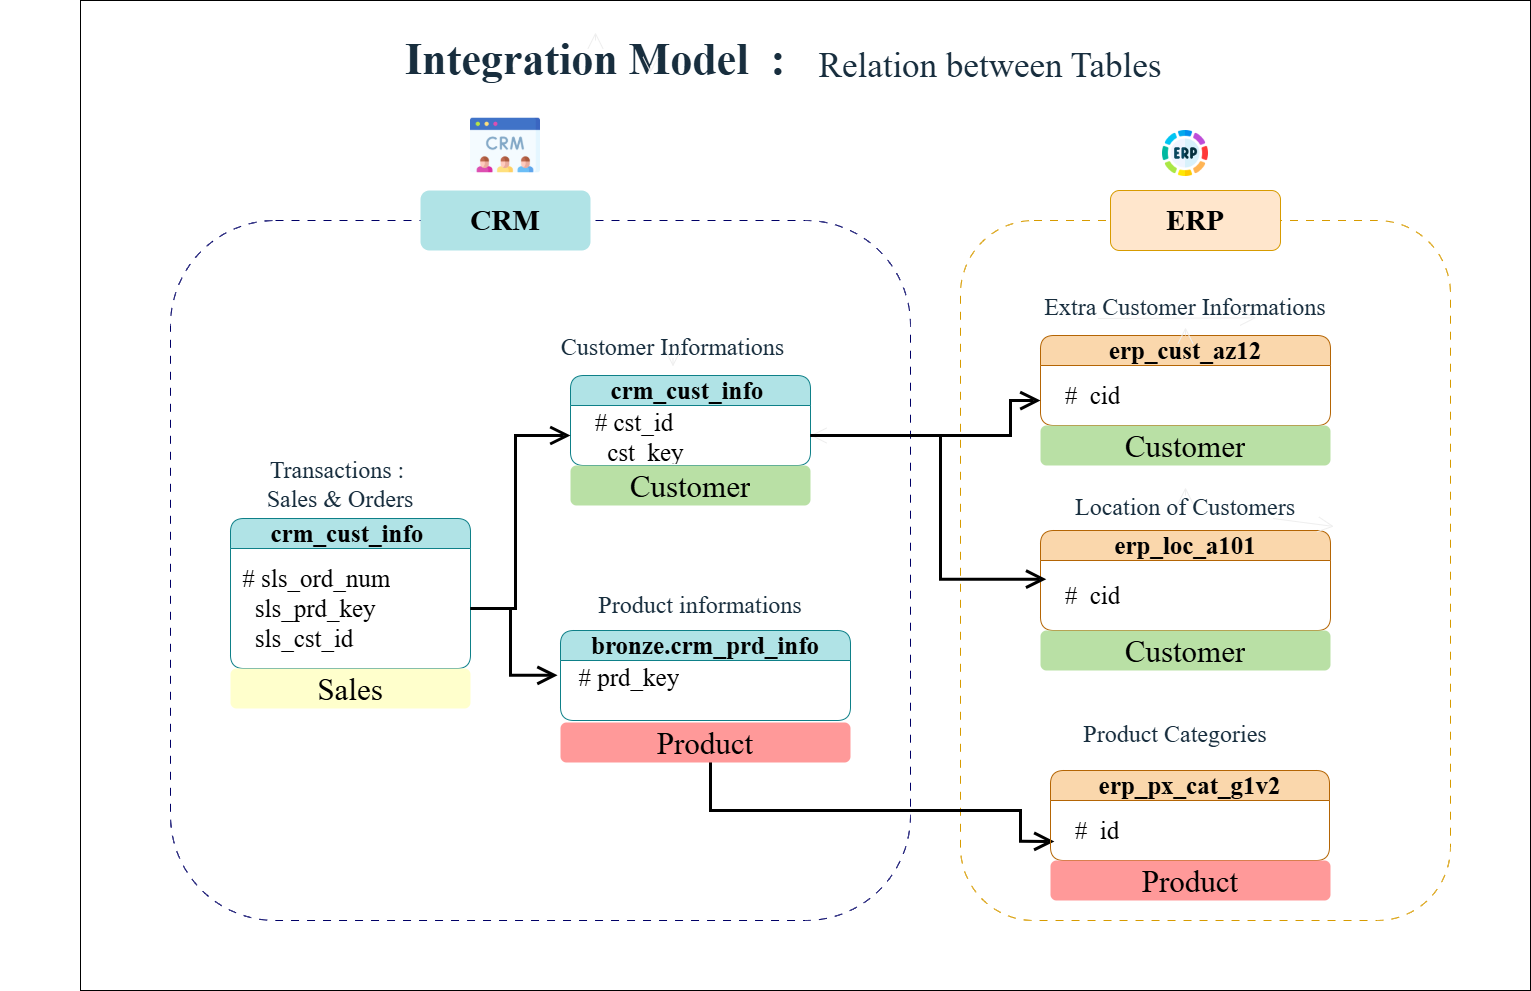 Integration Model : Relation between Tables
CRM
ERP
CRM
ERP
Transactions :
Sales & Orders
crm_cust_info
# sls_ord_num
sls_prd_key
sls_cst_id
Sales
Customer Informations
crm_cust_info
# cst_id
cst_key
Customer
Product informations
bronze.crm_prd_info
# prd_key
Product
Extra Customer Informations
erp_cust_az12
# cid
Customer
Location of Customers
erp_loc_a101
# cid
Customer
Product Categories
erp_px_cat_g1v2
# id
Product